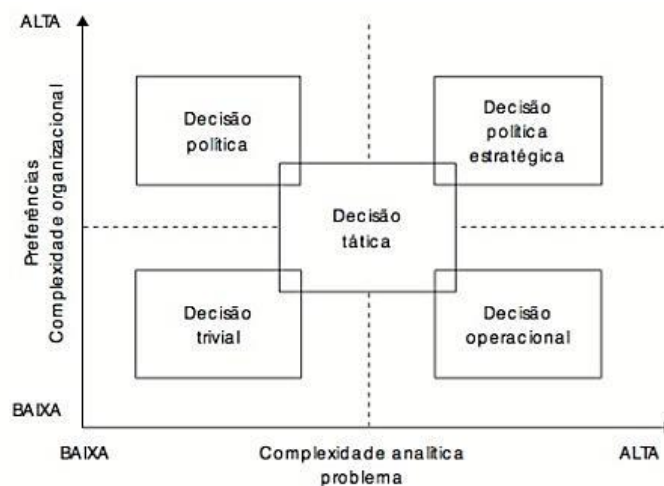 ALTA
Preferências
Complexidade organizacional
Decisão
política
Decisão
política
estratégica
Decisão
tática
Decisão
trivial
Decisão
operacional
BAIXA
BAIXA
Complexidade analítica
problema
ALTA